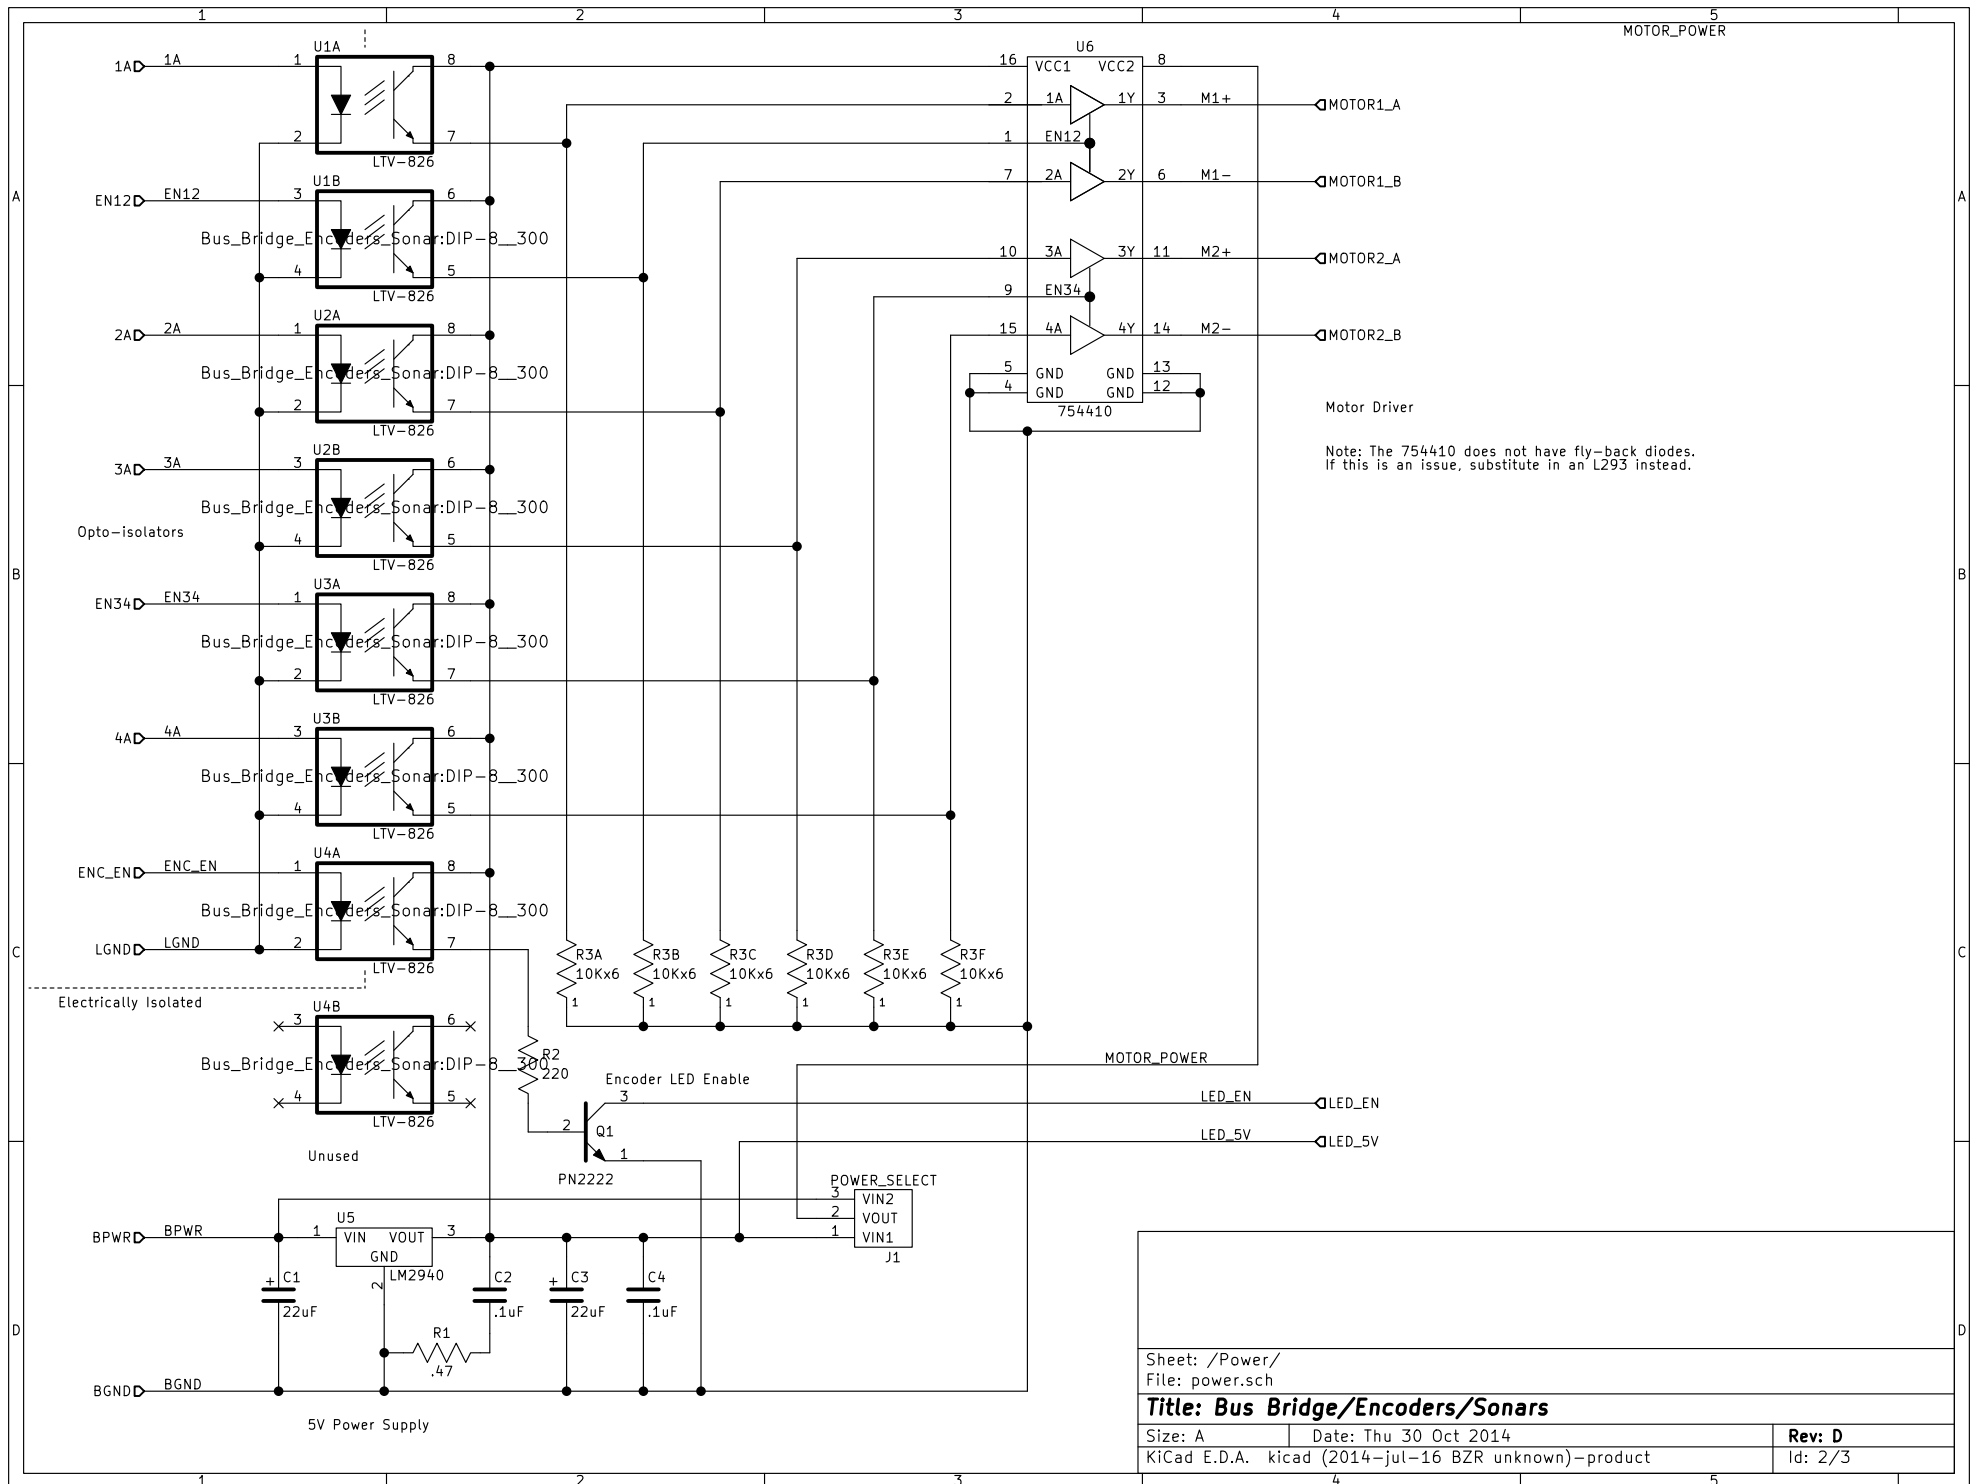 1 2 3 4 5
MOTOR_POWER
A A
B B
C C
D D
1A 1A 1 U1A 8
2 7
LTV-826
EN12 EN12 3 U1B 6
Bus_Bridge_Encoders_Sonar:DIP-8__300
4 5
LTV-826
2A 2A 1 U2A 8
Bus_Bridge_Encoders_Sonar:DIP-8__300
2 7
LTV-826
3A 3A 3 U2B 6
Bus_Bridge_Encoders_Sonar:DIP-8__300
Opto-isolators
4 5
LTV-826
EN34 EN34 1 U3A 8
Bus_Bridge_Encoders_Sonar:DIP-8__300
2 7
LTV-826
4A 4A 3 U3B 6
Bus_Bridge_Encoders_Sonar:DIP-8__300
4 5
LTV-826
ENC_EN ENC_EN 1 U4A 8
Bus_Bridge_Encoders_Sonar:DIP-8__300
LGND LGND 2 7
LTV-826
Electrically Isolated
U4B
3 6
Bus_Bridge_Encoders_Sonar:DIP-8__300
4 5
LTV-826
Unused
U6
16 VCC1 VCC2 8
2 1A 1Y 3 M1+ MOTOR1_A
1 EN12
7 2A 2Y 6 M1- MOTOR1_B
10 3A 3Y 11 M2+ MOTOR2_A
9 EN34
15 4A 4Y 14 M2- MOTOR2_B
5 GND GND 13
4 GND GND 12
754410
Motor Driver
Note: The 754410 does not have fly-back diodes.
If this is an issue, substitute in an L293 instead.
R3A R3B R3C R3D R3E R3F
10Kx6 10Kx6 10Kx6 10Kx6 10Kx6 10Kx6
1 1 1 1 1 1
R2
220
MOTOR_POWER
Encoder LED Enable
3 LED_EN LED_EN
2 Q1
1
PN2222
LED_5V LED_5V
POWER_SELECT
3 VIN2
2 VOUT
1 VIN1
J1
BPWR BPWR 1 U5 3
VIN VOUT
GND
2 LM2940
+ C1
22uF
C2
.1uF
+ C3
22uF
C4
.1uF
R1
.47
BGND BGND
5V Power Supply
Sheet: /Power/
File: power.sch
Title: Bus Bridge/Encoders/Sonars
Size: A Date: Thu 30 Oct 2014 Rev: D
KiCad E.D.A. kicad (2014-jul-16 BZR unknown)-product Id: 2/3
1 2 3 4 5